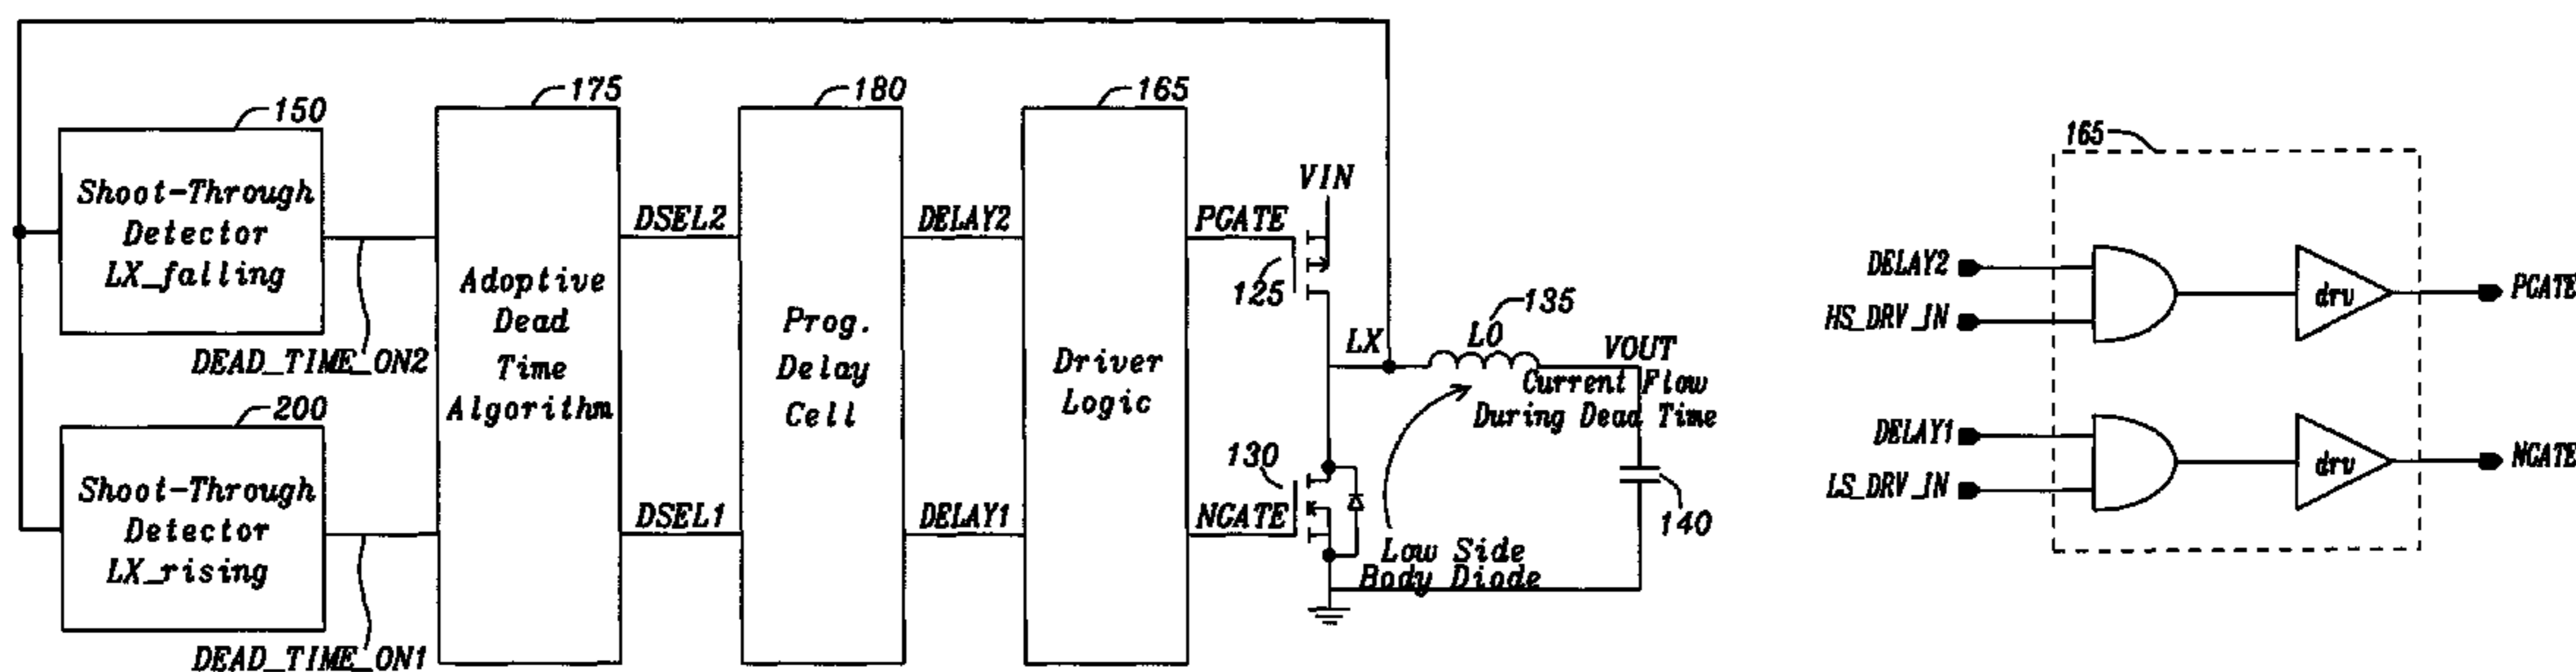 150
Shoot-Through
Detector
LX_falling
DEAD_TIME_ON2
200
Shoot-Through
Detector
LX_rising
DEAD_TIME_ON1
175
Adoptive
Dead
Time
Algorithm
DSEL2
DSEL1
180
Prog.
Delay
Cell
DELAY2
DELAY1
165
Driver
Logic
PGATE
NGATE
VIN
125
130
LX
135
LO
VOUT
Current Flow
During Dead Time
140
Low Side
Body Diode
165
DELAY2
HS_DRV_IN
drv
PGATE
DELAY1
LS_DRV_IN
drv
NGATE